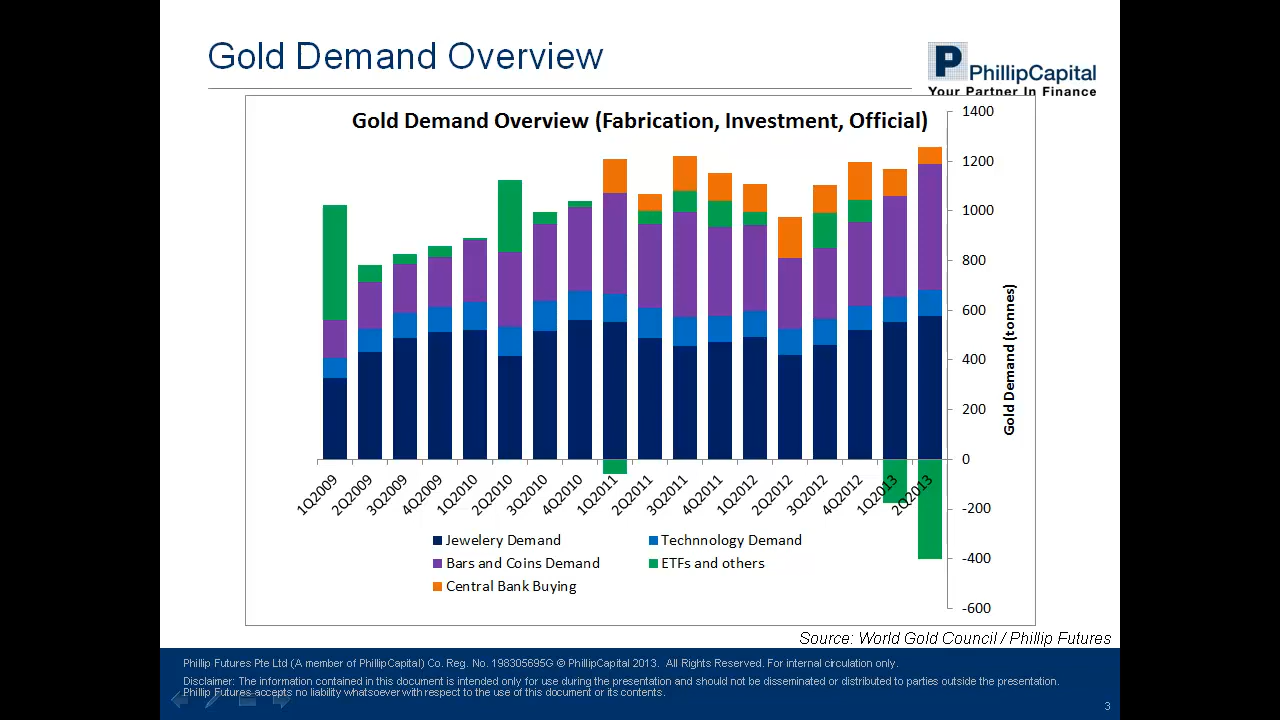 Gold Demand Overview
P
PhillipCapital
Your Partner In Finance
Gold Demand Overview (Fabrication, Investment, Official)
1400
1200
1000
800
600
400
200
0
-200
-400
-600
Gold Demand (tonnes)
1Q2009
2Q2009
3Q2009
4Q2009
1Q2010
2Q2010
3Q2010
4Q2010
1Q2011
2Q2011
3Q2011
4Q2011
1Q2012
2Q2012
3Q2012
4Q2012
1Q2013
2Q2013
Jewelery Demand
Technnology Demand
Bars and Coins Demand
ETFs and others
Central Bank Buying
Source: World Gold Council / Phillip Futures
Phillip Futures Pte Ltd (A member of PhillipCapital) Co. Reg. No. 198305695G © PhillipCapital 2013. All Rights Reserved. For internal circulation only.
Disclaimer: The information contained in this document is intended only for use during the presentation and should not be disseminated or distributed to parties outside the presentation.
Phillip Futures accepts no liability whatsoever with respect to the use of this document or its contents.
3